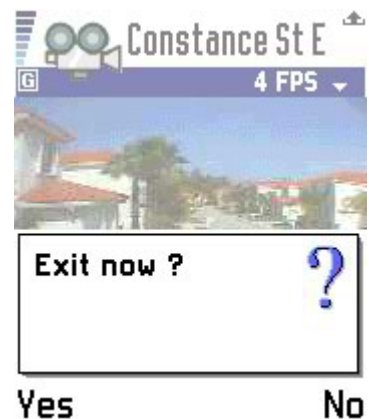 Constance St E
G
4 FPS
Exit now ?
?
Yes No